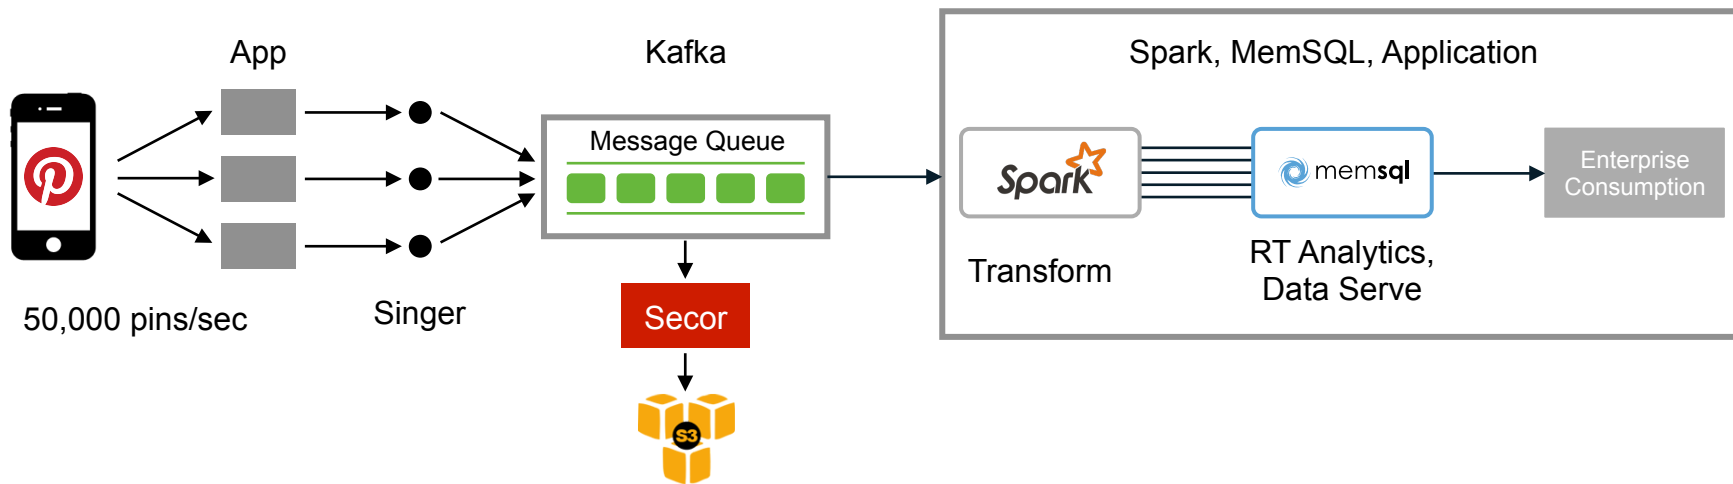 App
Kafka
Spark, MemSQL, Application
Message Queue
Spark
memsql
Enterprise
Consumption
Transform
RT Analytics,
Data Serve
50,000 pins/sec
Singer
Secor
S3